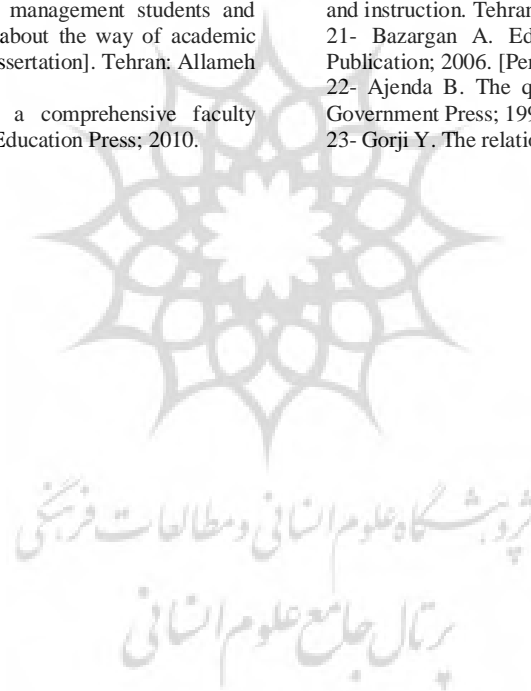 management students and
about the way of academic
ssertation]. Tehran: Allameh
a comprehensive faculty
Education Press; 2010.
and instruction. Tehran
21- Bazargan A. Ed
Publication; 2006. [Per
22- Ajenda B. The q
Government Press; 199
23- Gorji Y. The relatio
پژوهشگاه علوم انسانی و مطالعات فرهنگی
پرتال جامع علوم انسانی